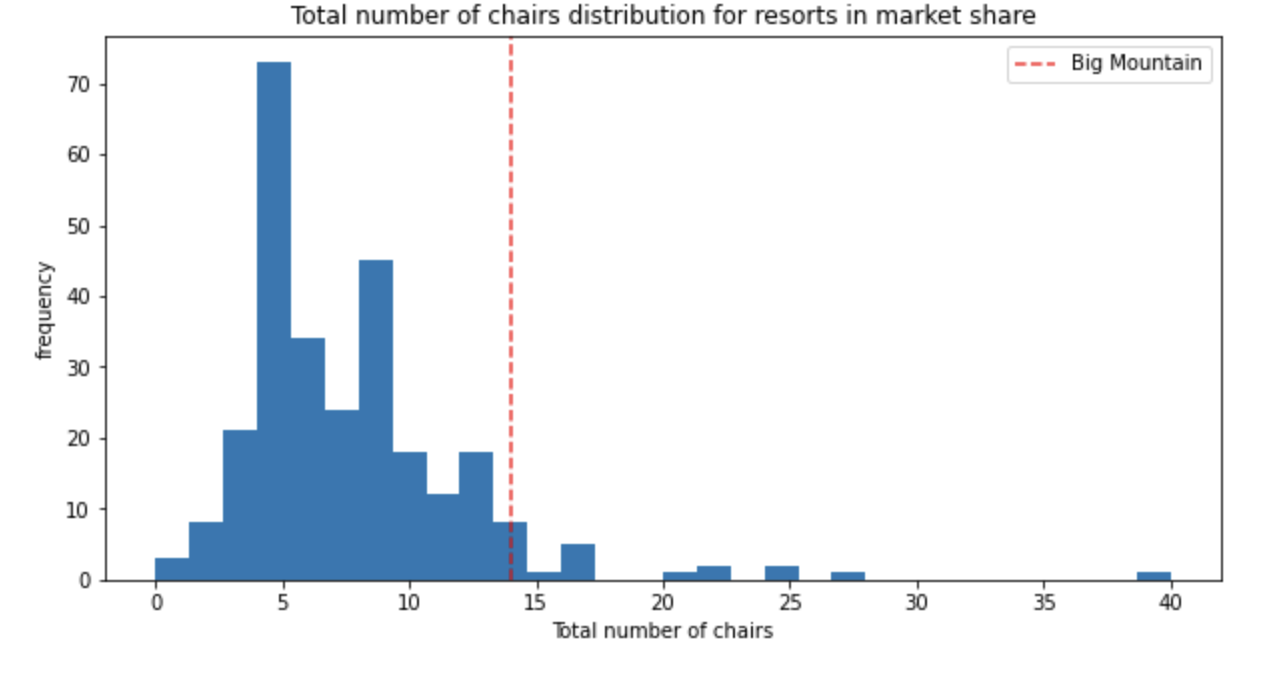 Total number of chairs distribution for resorts in market share
Big Mountain
70
60
50
40
30
20
10
0
frequency
0 5 10 15 20 25 30 35 40
Total number of chairs